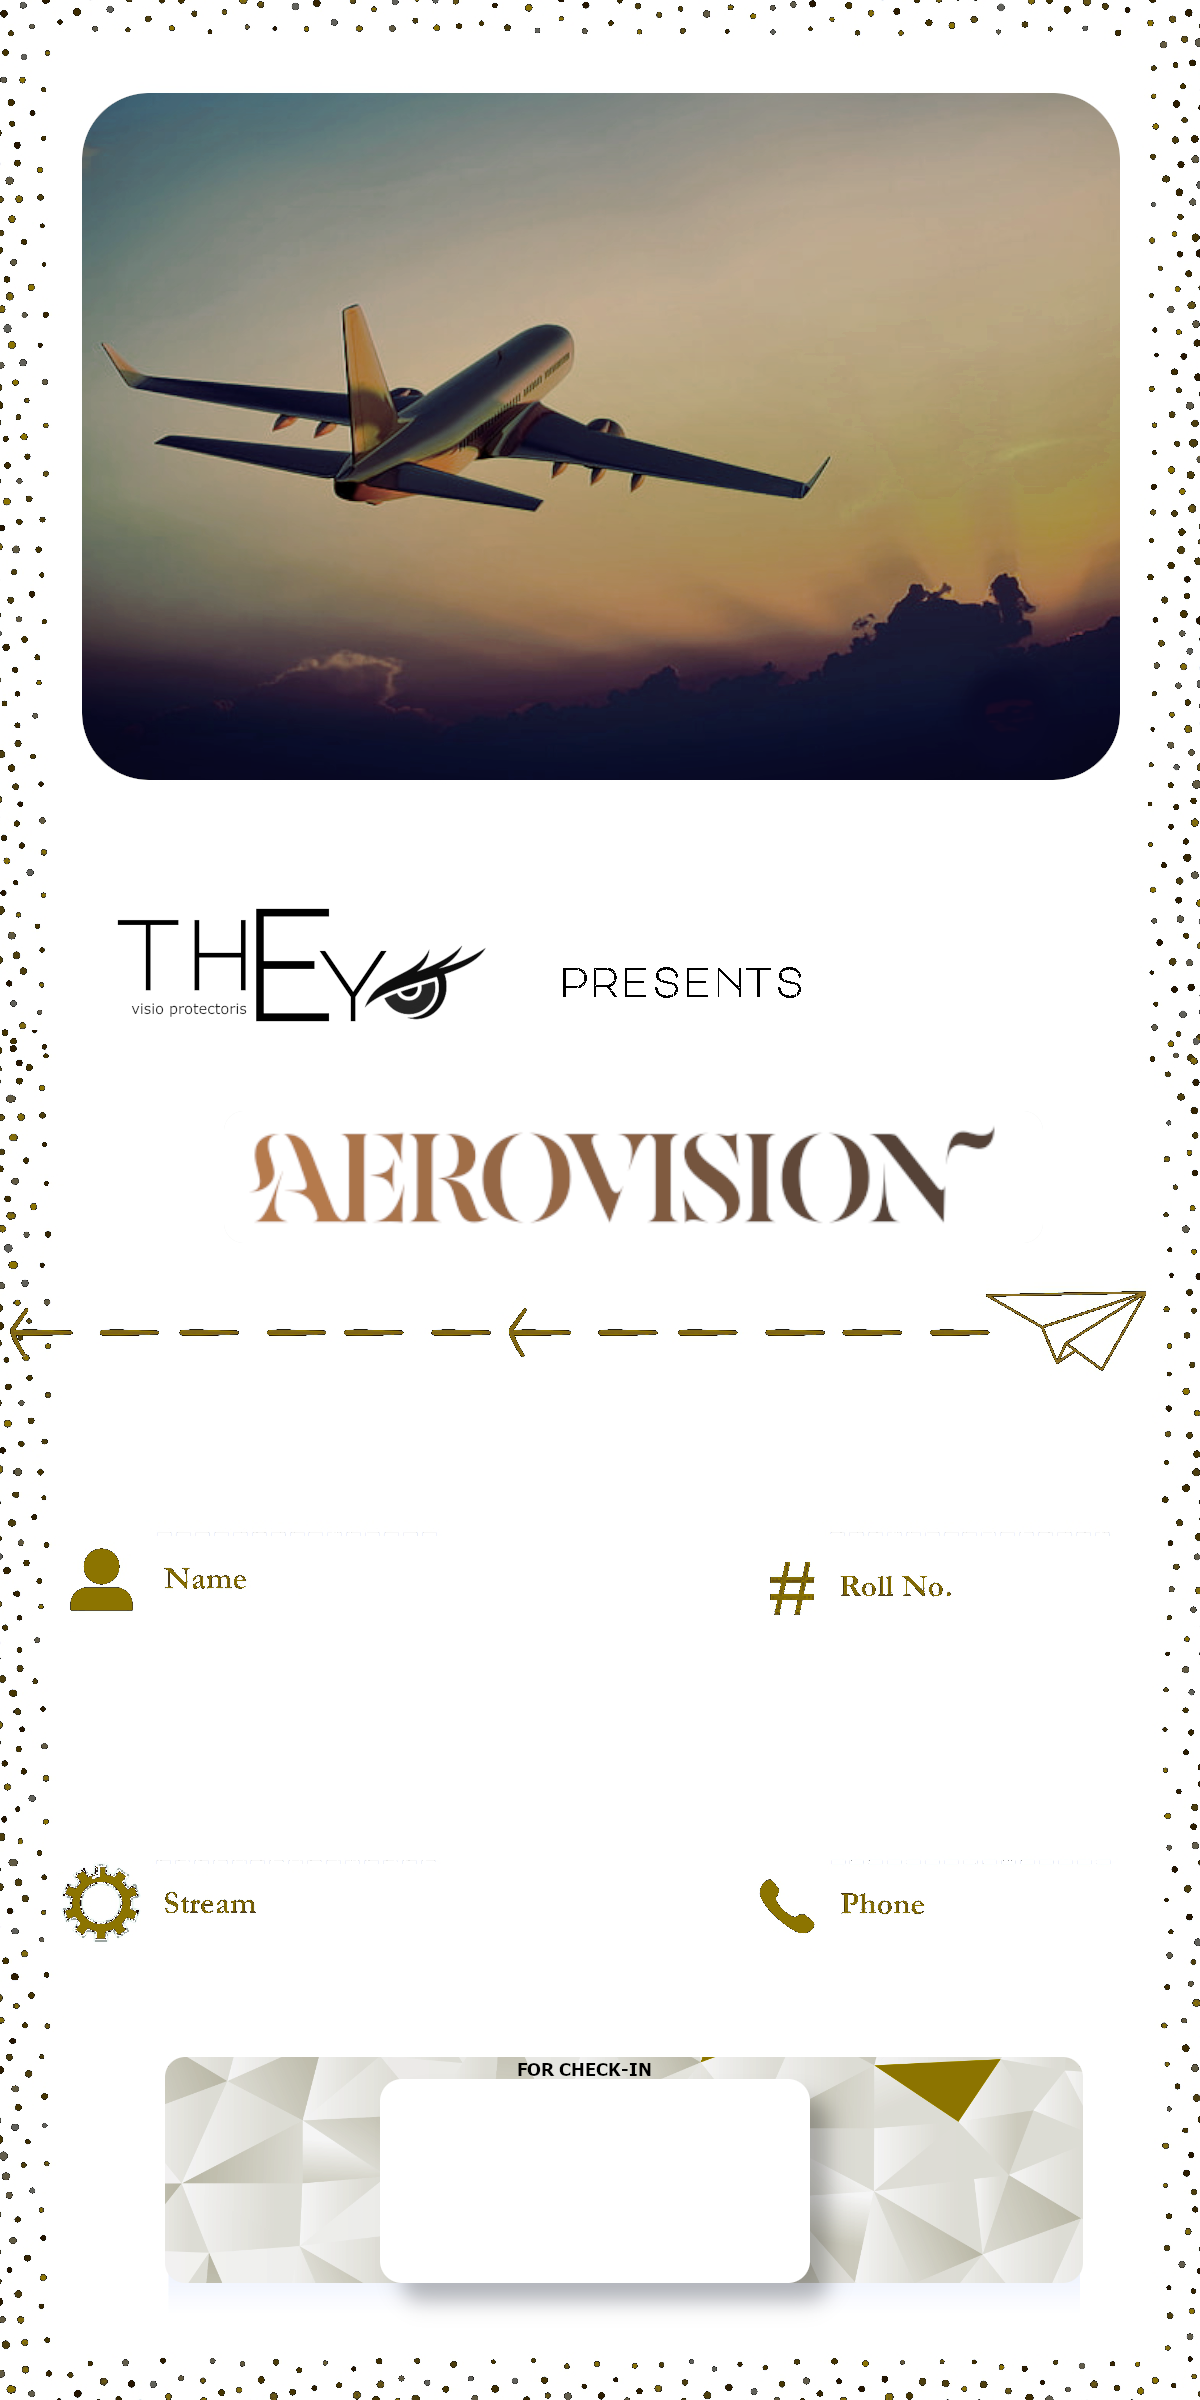 THEY
visio protectoris
PRESENTS
AEROVISION
Name
# Roll No.
Stream
Phone
FOR CHECK-IN